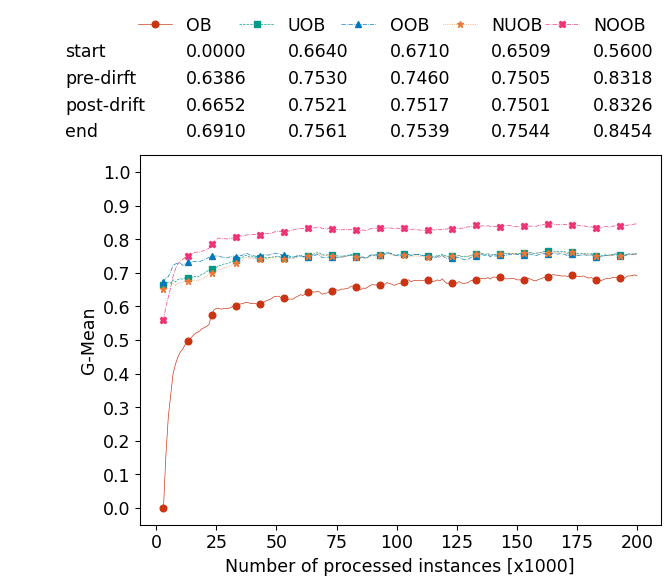 OB UOB OOB NUOB NOOB
start 0.0000 0.6640 0.6710 0.6509 0.5600
pre-dirft 0.6386 0.7530 0.7460 0.7505 0.8318
post-drift 0.6652 0.7521 0.7517 0.7501 0.8326
end 0.6910 0.7561 0.7539 0.7544 0.8454
1.0
0.9
0.8
0.7
0.6
0.5
0.4
0.3
0.2
0.1
0.0
G-Mean
0 25 50 75 100 125 150 175 200
Number of processed instances [x1000]